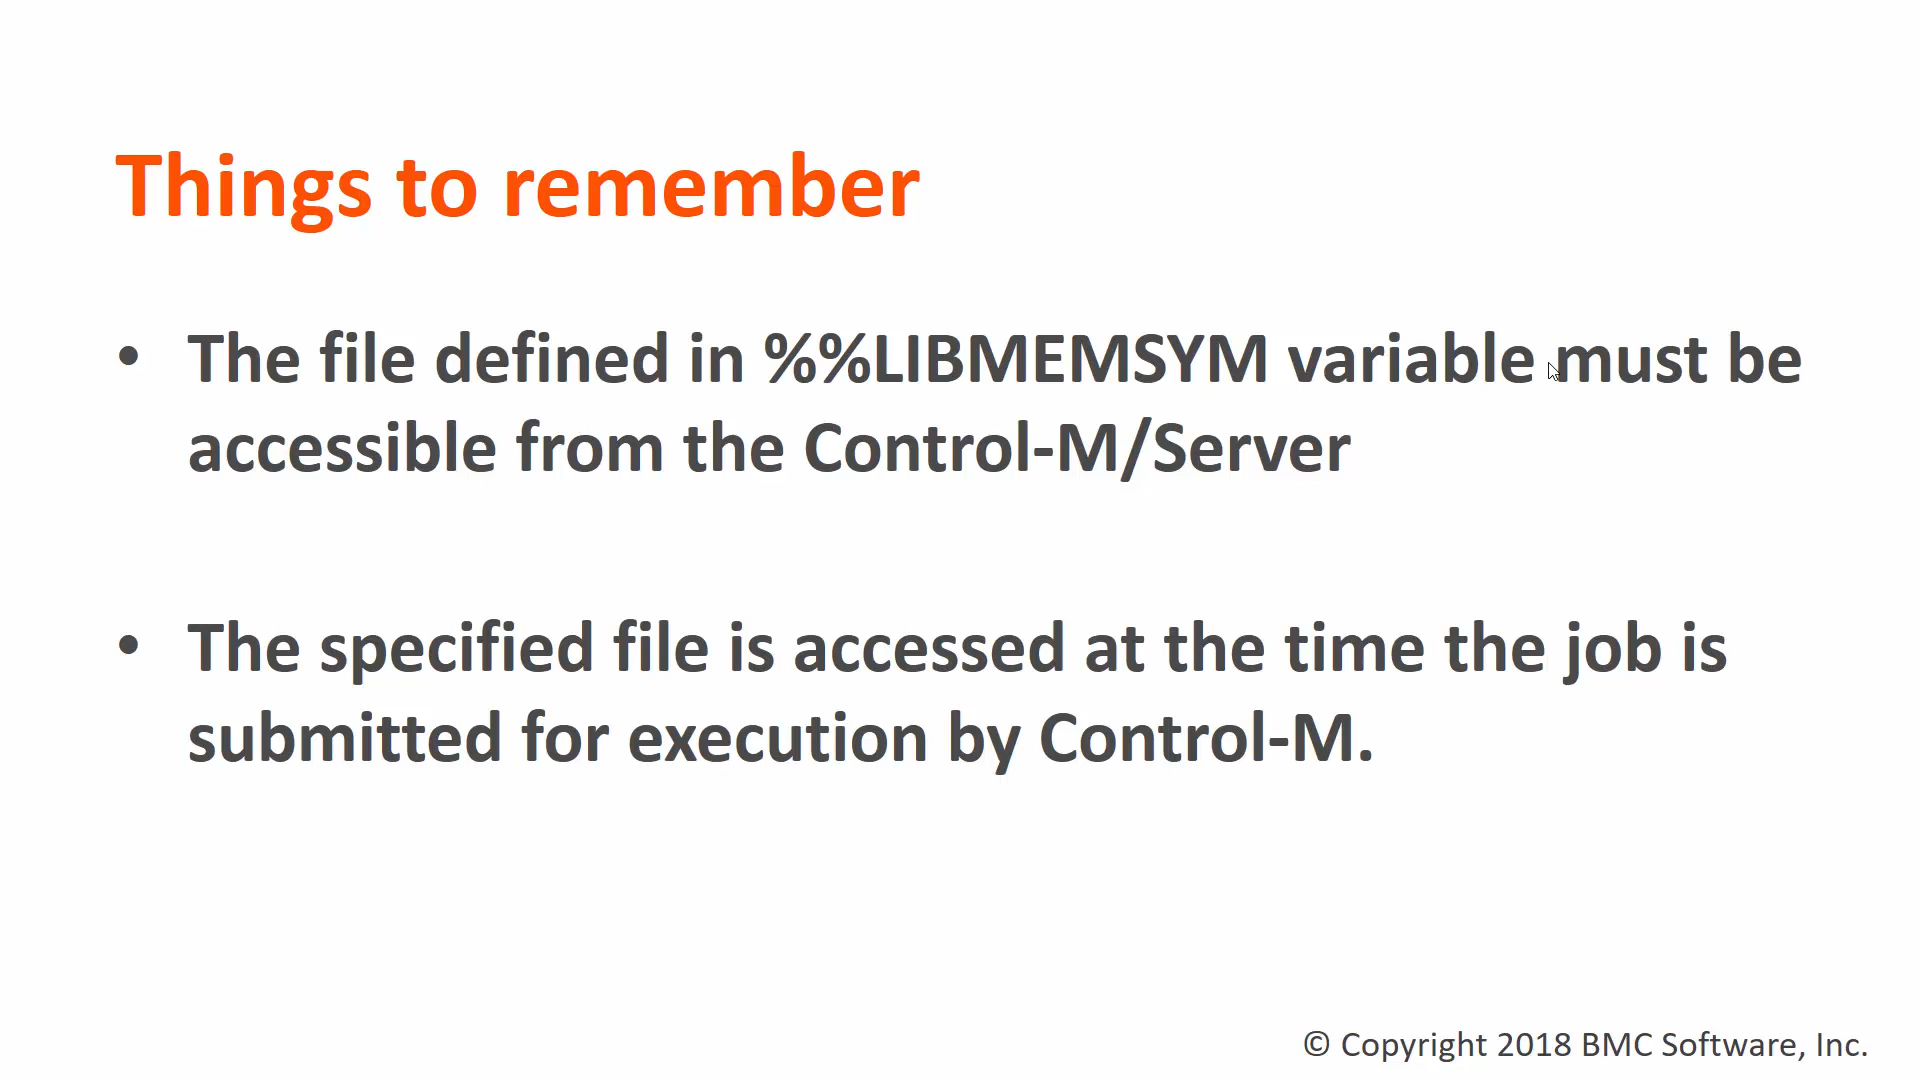 Things to remember
• The file defined in %%LIBMEMSYM variable must be
accessible from the Control-M/Server
• The specified file is accessed at the time the job is
submitted for execution by Control-M.
© Copyright 2018 BMC Software, Inc.